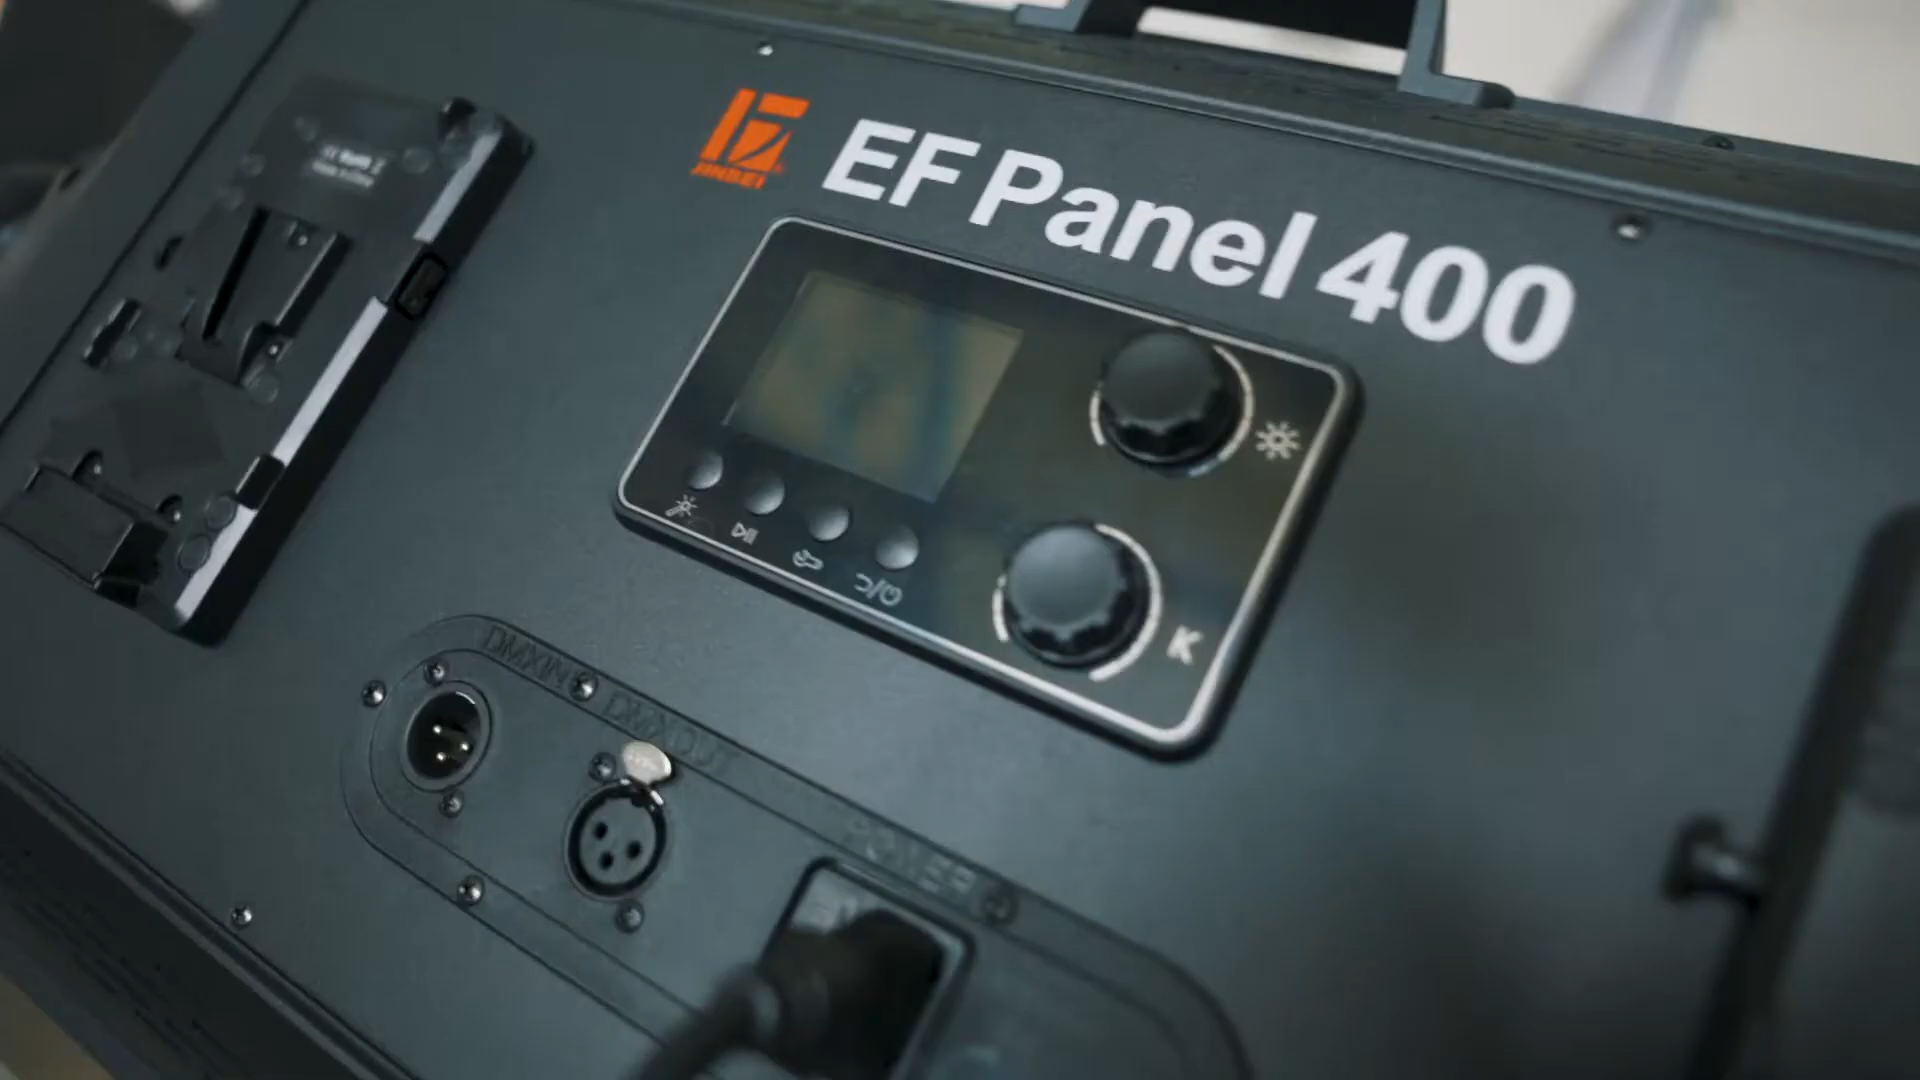 JINBEI
EF Panel 400
K
DMX IN
DMX OUT
POWER